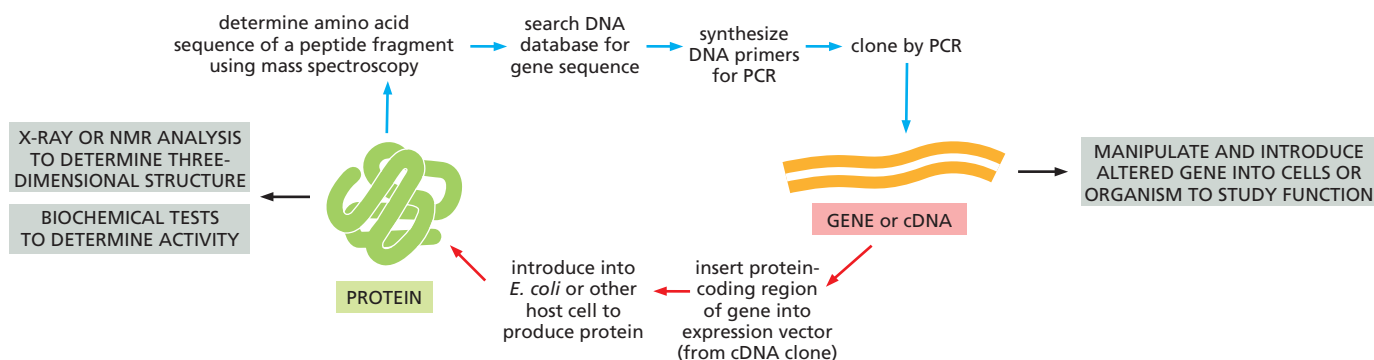 determine amino acid
sequence of a peptide fragment
using mass spectroscopy
search DNA
database for
gene sequence
synthesize
DNA primers
for PCR
clone by PCR
X-RAY OR NMR ANALYSIS
TO DETERMINE THREE-
DIMENSIONAL STRUCTURE
BIOCHEMICAL TESTS
TO DETERMINE ACTIVITY
MANIPULATE AND INTRODUCE
ALTERED GENE INTO CELLS OR
ORGANISM TO STUDY FUNCTION
GENE or cDNA
PROTEIN
introduce into
E. coli or other
host cell to
produce protein
insert protein-
coding region
of gene into
expression vector
(from cDNA clone)